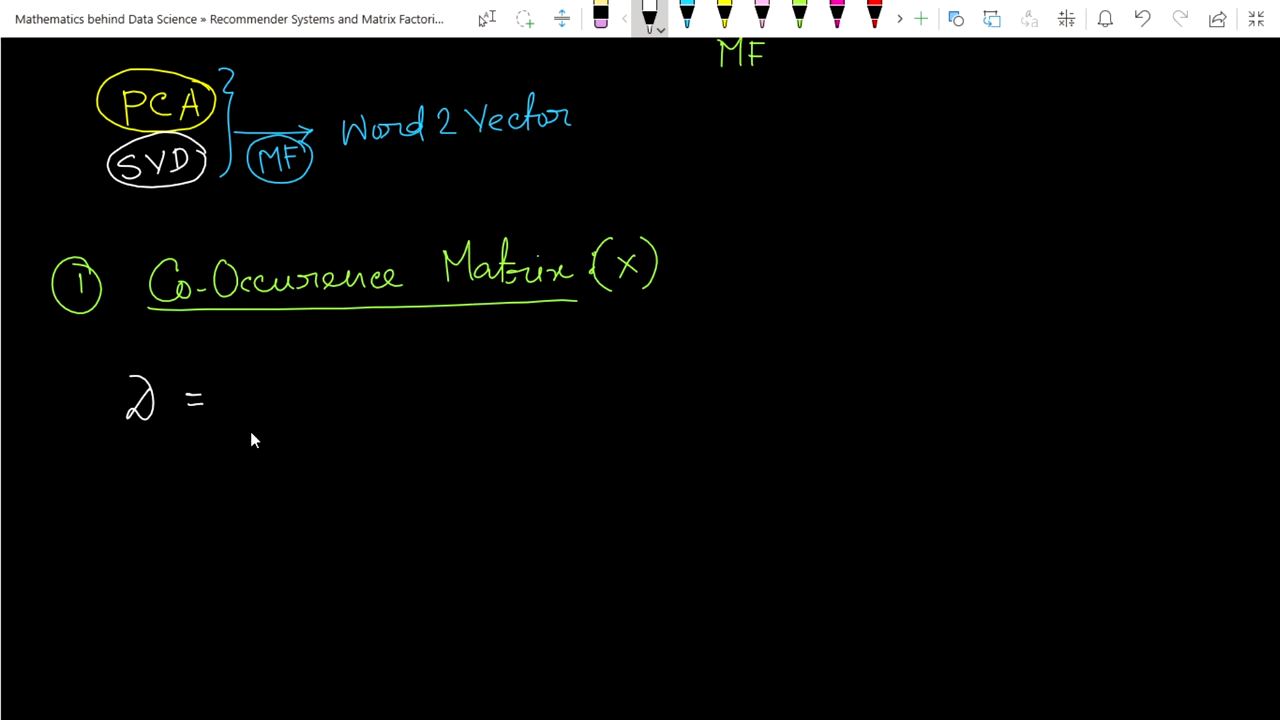 Mathematics behind Data Science » Recommender Systems and Matrix Factori...
MF
PCA
SVD
MF
Word 2 Vector
1 Co-Occurence Matrix (X)
D =